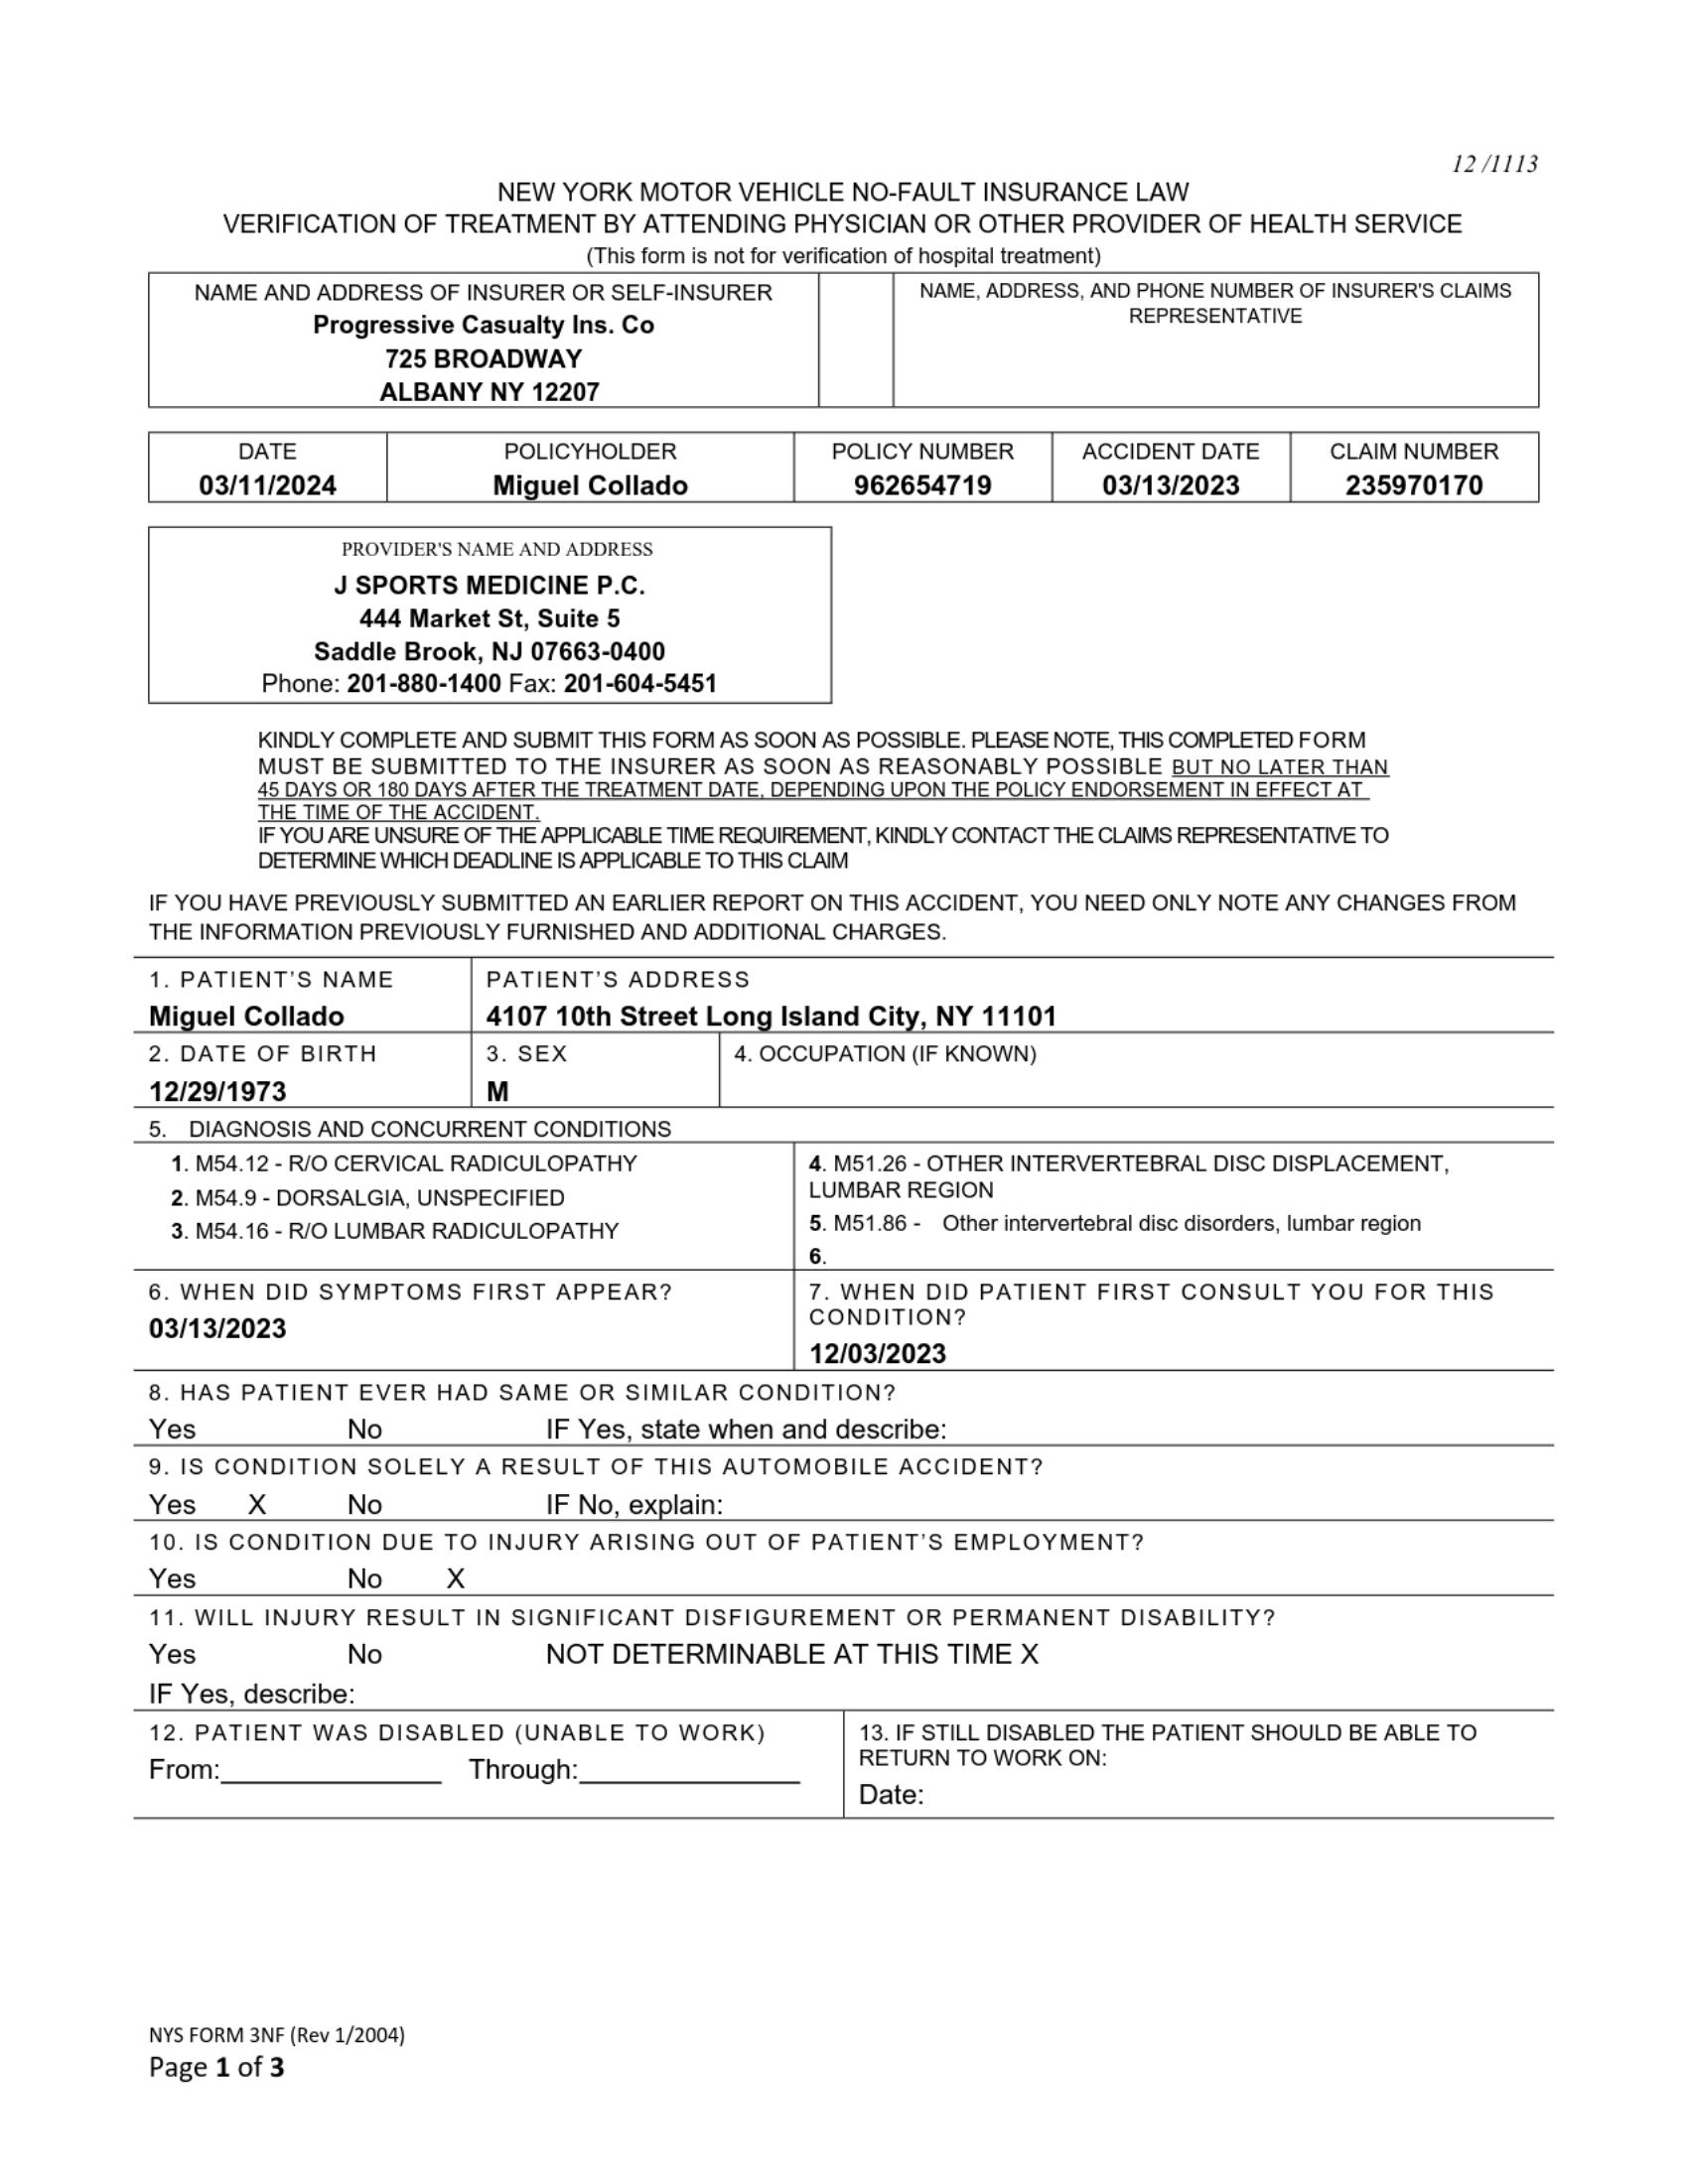 12 /1113
NEW YORK MOTOR VEHICLE NO-FAULT INSURANCE LAW
VERIFICATION OF TREATMENT BY ATTENDING PHYSICIAN OR OTHER PROVIDER OF HEALTH SERVICE
(This form is not for verification of hospital treatment)
NAME AND ADDRESS OF INSURER OR SELF-INSURER
Progressive Casualty Ins. Co
725 BROADWAY
ALBANY NY 12207
NAME, ADDRESS, AND PHONE NUMBER OF INSURER'S CLAIMS
REPRESENTATIVE
DATE
03/11/2024
POLICYHOLDER
Miguel Collado
POLICY NUMBER
962654719
ACCIDENT DATE
03/13/2023
CLAIM NUMBER
235970170
PROVIDER'S NAME AND ADDRESS
J SPORTS MEDICINE P.C.
444 Market St, Suite 5
Saddle Brook, NJ 07663-0400
Phone: 201-880-1400 Fax: 201-604-5451
KINDLY COMPLETE AND SUBMIT THIS FORM AS SOON AS POSSIBLE. PLEASE NOTE, THIS COMPLETED FORM
MUST BE SUBMITTED TO THE INSURER AS SOON AS REASONABLY POSSIBLE BUT NO LATER THAN
45 DAYS OR 180 DAYS AFTER THE TREATMENT DATE, DEPENDING UPON THE POLICY ENDORSEMENT IN EFFECT AT
THE TIME OF THE ACCIDENT.
IF YOU ARE UNSURE OF THE APPLICABLE TIME REQUIREMENT, KINDLY CONTACT THE CLAIMS REPRESENTATIVE TO
DETERMINE WHICH DEADLINE IS APPLICABLE TO THIS CLAIM
IF YOU HAVE PREVIOUSLY SUBMITTED AN EARLIER REPORT ON THIS ACCIDENT, YOU NEED ONLY NOTE ANY CHANGES FROM
THE INFORMATION PREVIOUSLY FURNISHED AND ADDITIONAL CHARGES.
1. PATIENT’S NAME
Miguel Collado
PATIENT’S ADDRESS
4107 10th Street Long Island City, NY 11101
2. DATE OF BIRTH
12/29/1973
3. SEX
M
4. OCCUPATION (IF KNOWN)
5. DIAGNOSIS AND CONCURRENT CONDITIONS
1. M54.12 - R/O CERVICAL RADICULOPATHY
2. M54.9 - DORSALGIA, UNSPECIFIED
3. M54.16 - R/O LUMBAR RADICULOPATHY
4. M51.26 - OTHER INTERVERTEBRAL DISC DISPLACEMENT,
LUMBAR REGION
5. M51.86 - Other intervertebral disc disorders, lumbar region
6.
6. WHEN DID SYMPTOMS FIRST APPEAR?
03/13/2023
7. WHEN DID PATIENT FIRST CONSULT YOU FOR THIS
CONDITION?
12/03/2023
8. HAS PATIENT EVER HAD SAME OR SIMILAR CONDITION?
Yes No IF Yes, state when and describe:
9. IS CONDITION SOLELY A RESULT OF THIS AUTOMOBILE ACCIDENT?
Yes X No IF No, explain:
10. IS CONDITION DUE TO INJURY ARISING OUT OF PATIENT’S EMPLOYMENT?
Yes No X
11. WILL INJURY RESULT IN SIGNIFICANT DISFIGUREMENT OR PERMANENT DISABILITY?
Yes No NOT DETERMINABLE AT THIS TIME X
IF Yes, describe:
12. PATIENT WAS DISABLED (UNABLE TO WORK)
From: Through:
13. IF STILL DISABLED THE PATIENT SHOULD BE ABLE TO
RETURN TO WORK ON:
Date:
NYS FORM 3NF (Rev 1/2004)
Page 1 of 3